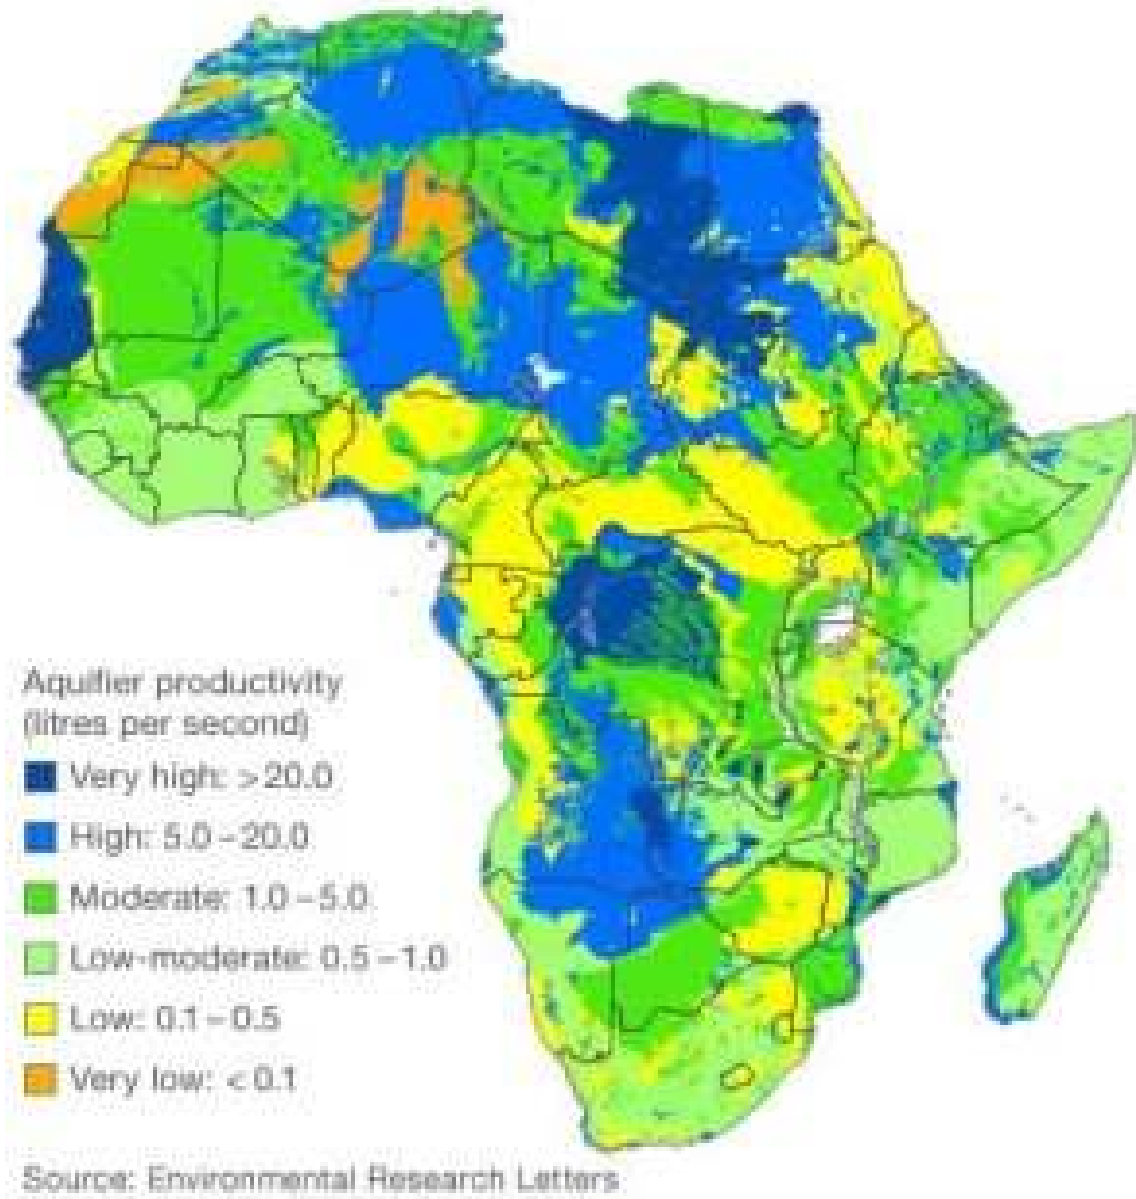 Aquifier productivity
(litres per second)
Very high: >20.0
High: 5.0–20.0
Moderate: 1.0–5.0
Low-moderate: 0.5–1.0
Low: 0.1–0.5
Very low: <0.1
Source: Environmental Research Letters